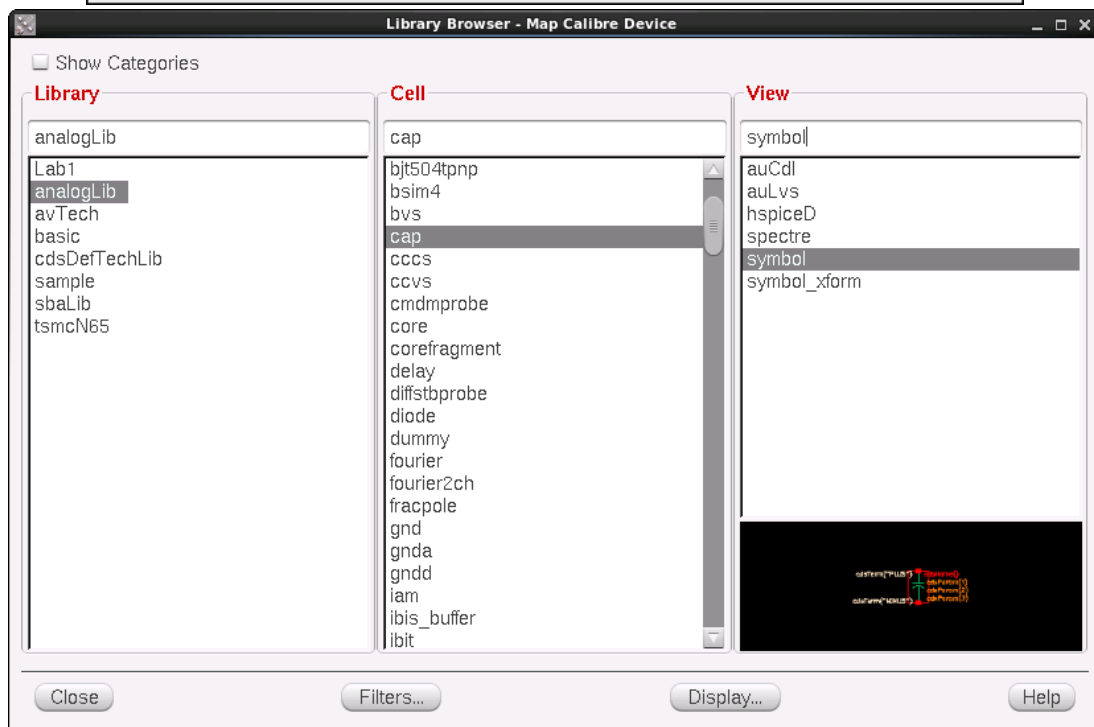 Library Browser - Map Calibre Device
Show Categories
Library
analogLib
Lab1
analogLib
avTech
basic
cdsDefTechLib
sample
sbaLib
tsmcN65
Cell
cap
bjt504tpnp
bsim4
bvs
cap
cccs
ccvs
cmdmprobe
core
corefragment
delay
diffstbprobe
diode
dummy
fourier
fourier2ch
fracpole
gnd
gnda
gndd
iam
ibis_buffer
ibit
View
symbol
auCdl
auLvs
hspiceD
spectre
symbol
symbol_xform
Close
Filters...
Display...
Help